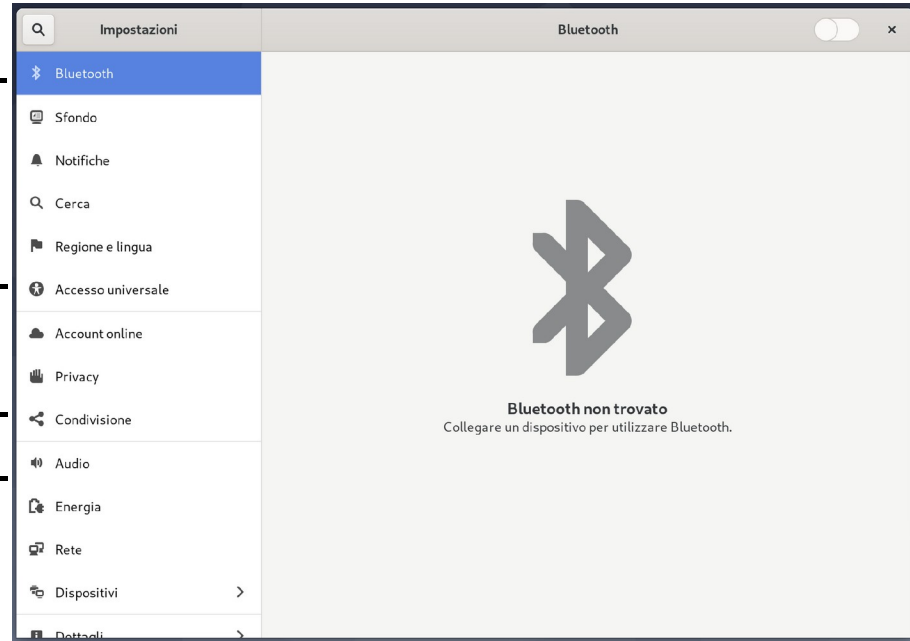 Impostazioni
Bluetooth
Bluetooth
Sfondo
Notifiche
Cerca
Regione e lingua
Accesso universale
Account online
Privacy
Condivisione
Audio
Energia
Rete
Dispositivi
Dettagli
Bluetooth non trovato
Collegare un dispositivo per utilizzare Bluetooth.